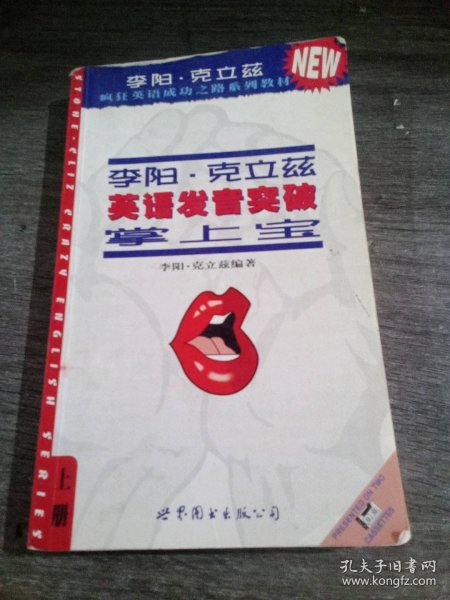 李阳·克立兹
疯狂英语成功之路系列教材
NEW
李阳·克立兹
英语发音突破
掌上宝
李阳·克立兹编著
STONE·CLIZ CRAZY ENGLISH SERIES
上册
世界图书出版公司
PRESENTED ON TWO
CASSETTES
孔夫子旧书网
www.kongfz.com